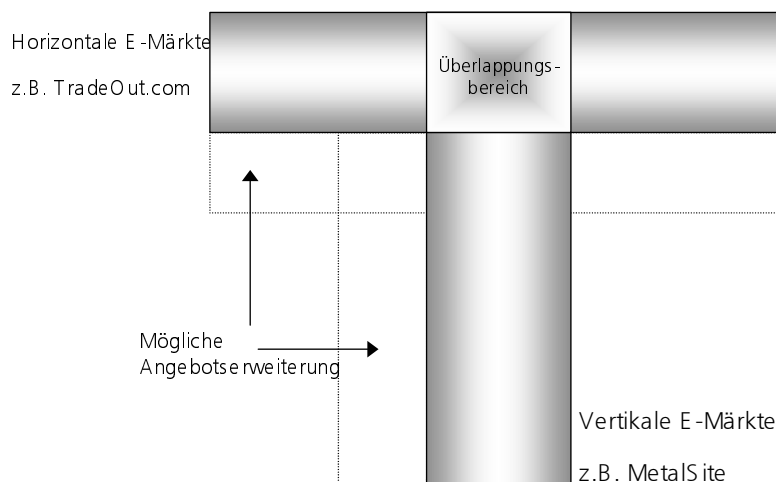 Horizontale E-Märkte
z.B. TradeOut.com
Überlappungs-
bereich
Mögliche
Angebotserweiterung
Vertikale E-Märkte
z.B. MetalSite